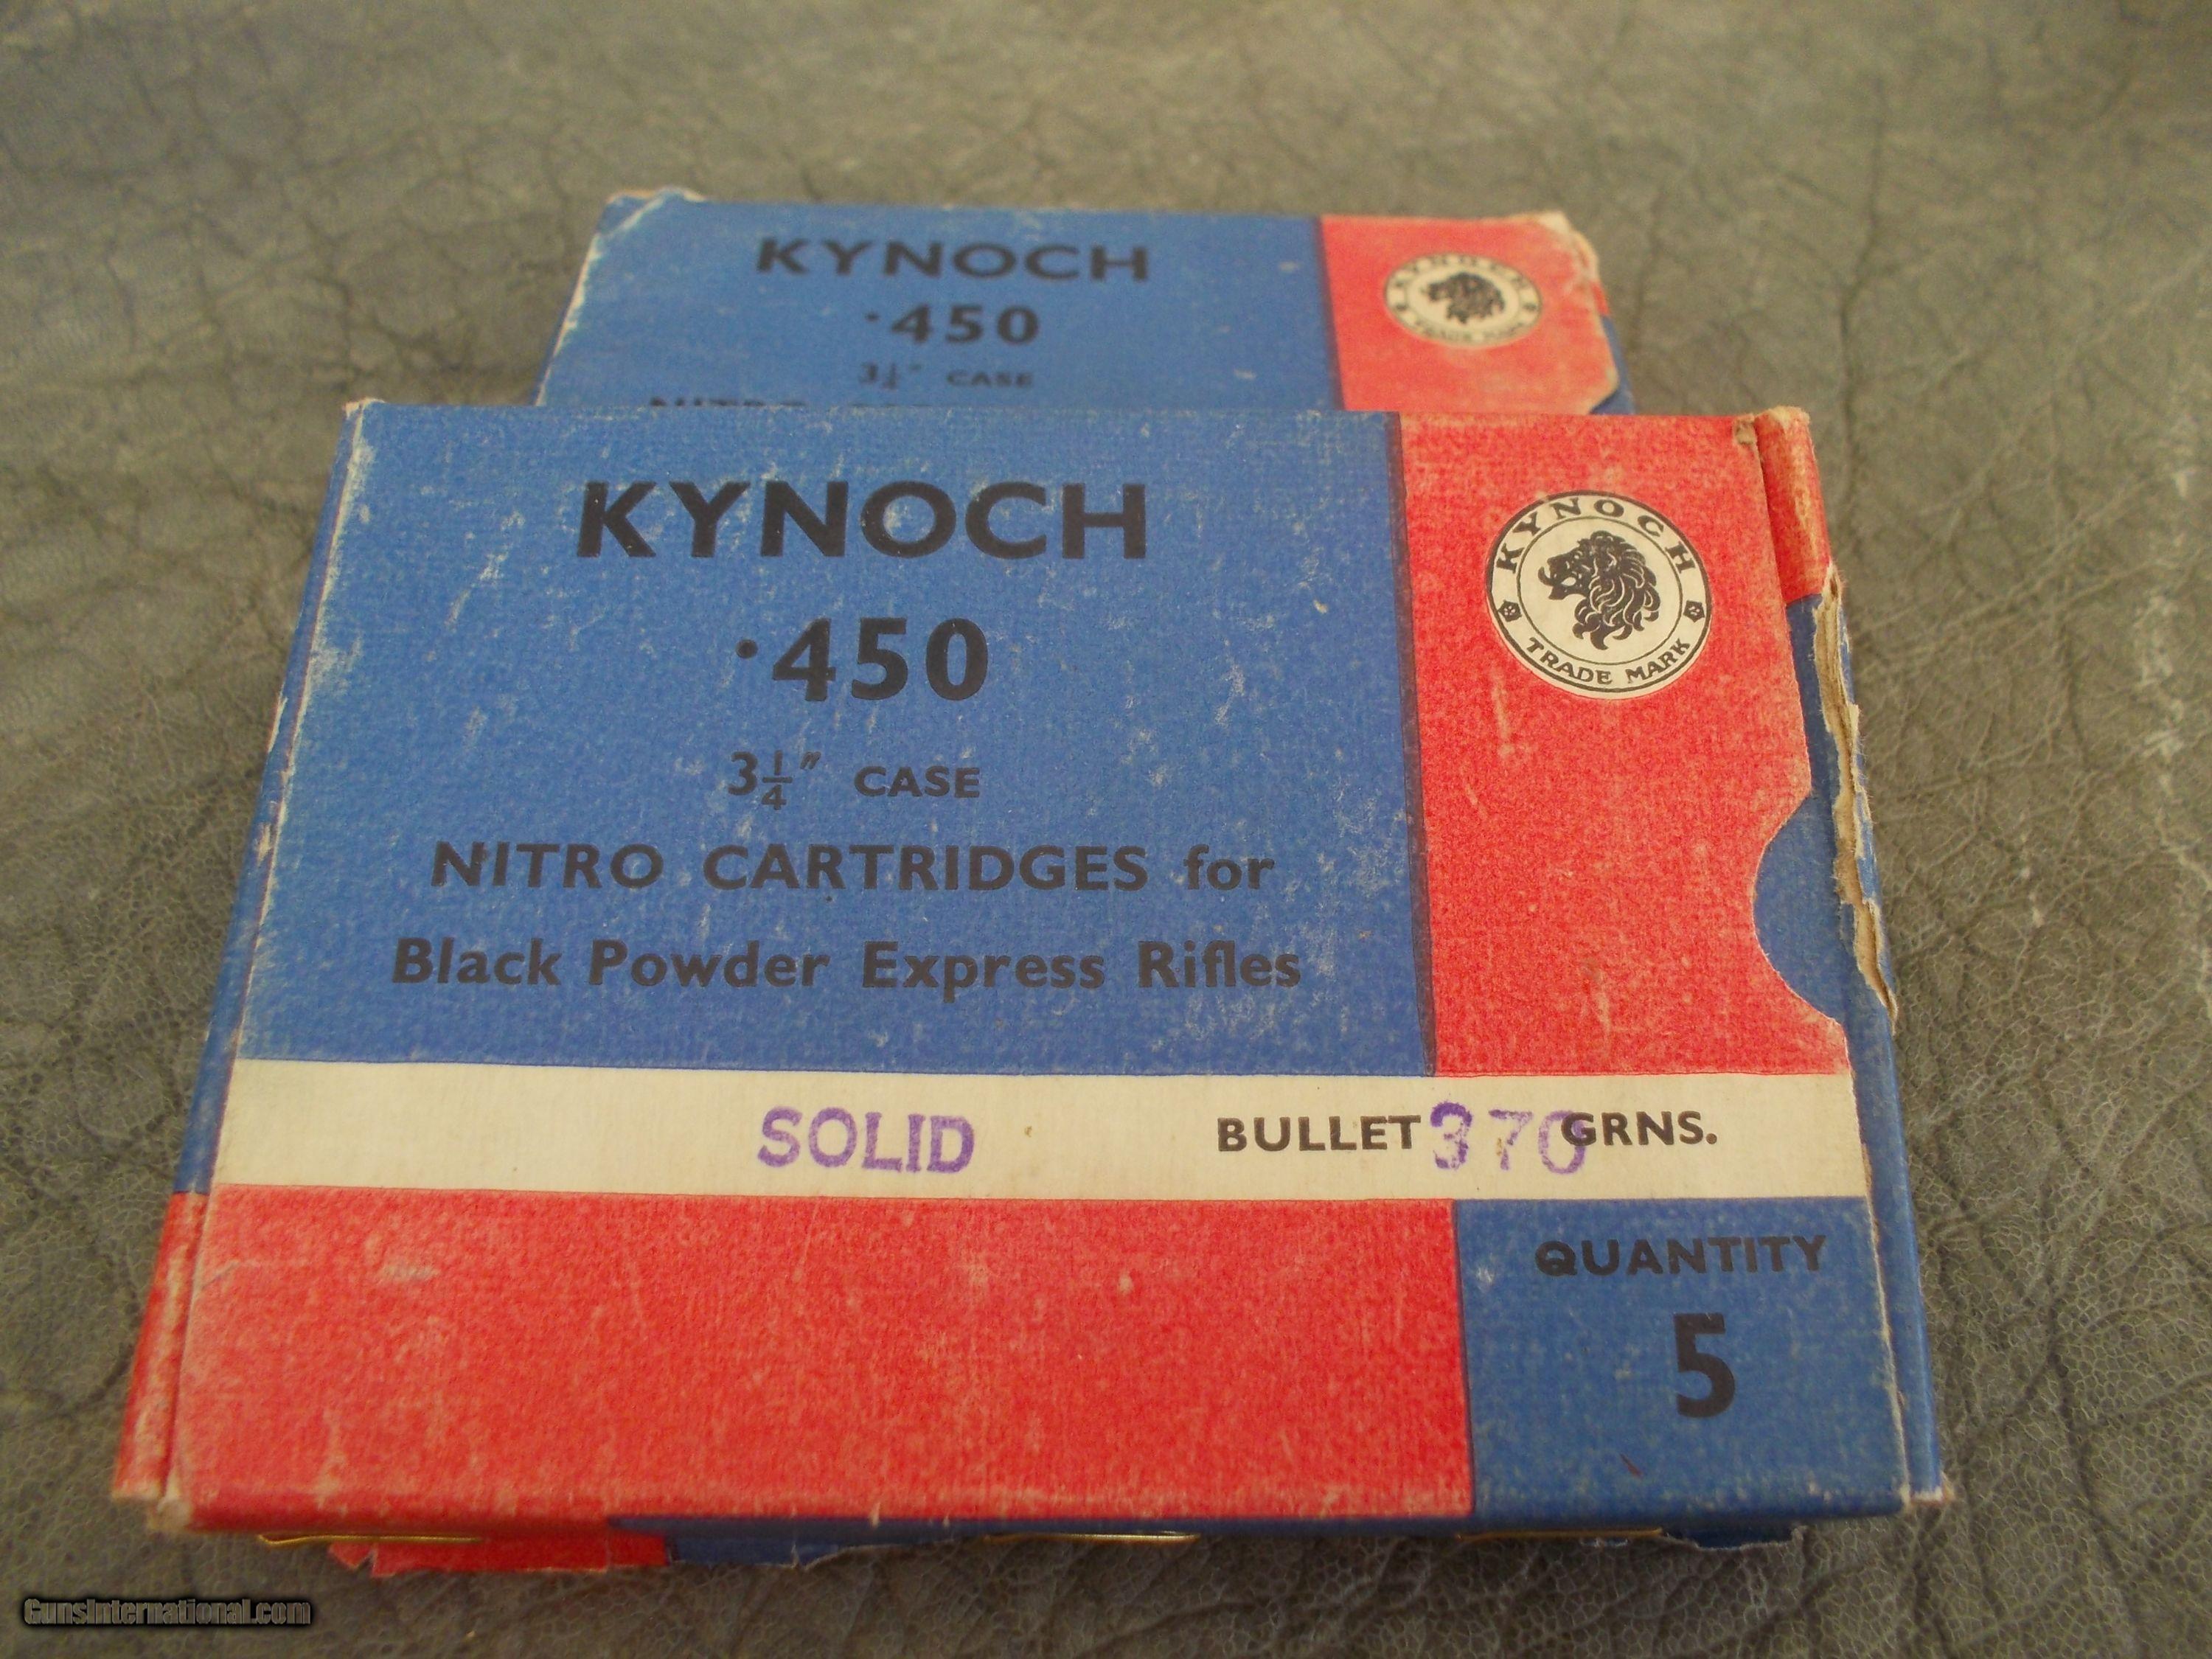 KYNOCH
·450
3¼" CASE
KYNOCH
KYNOCH
·450
3¼" CASE
NITRO CARTRIDGES for
Black Powder Express Rifles
KYNOCH
TRADE MARK
SOLID BULLET 370 GRNS.
QUANTITY
5
GunsInternational.com